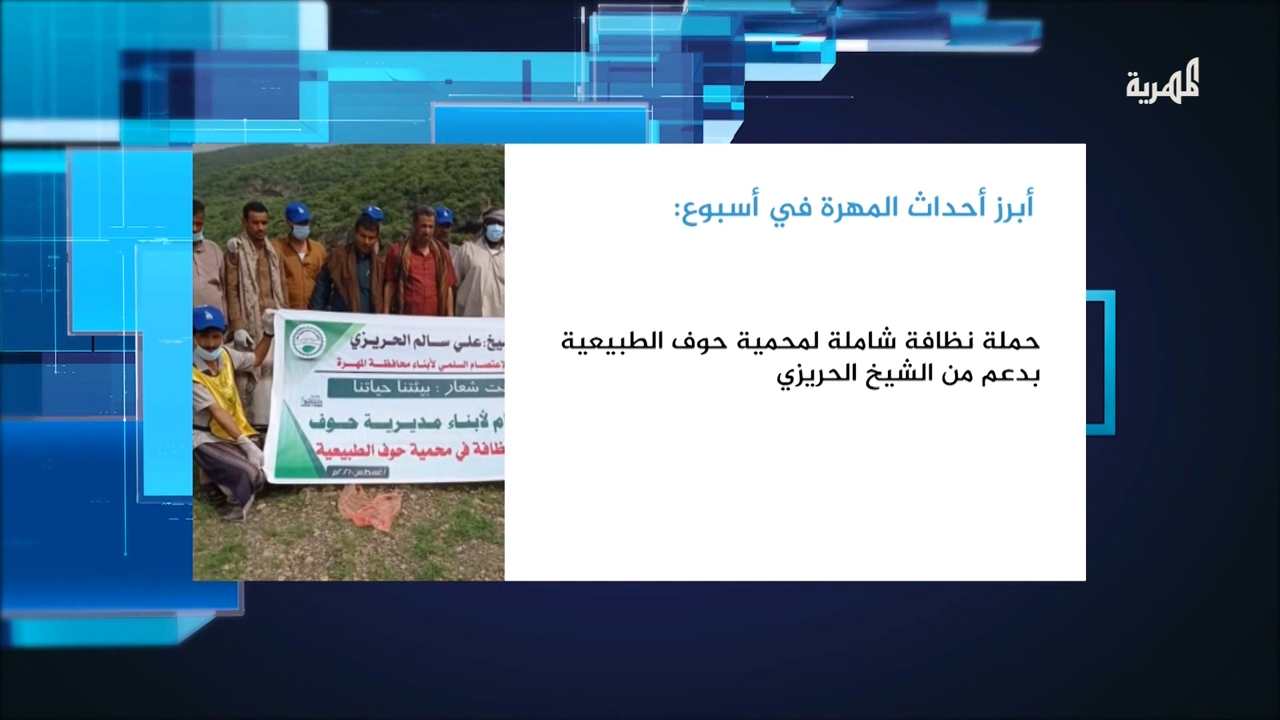 المهرية
أبرز أحداث المهرة في أسبوع:
حملة نظافة شاملة لمحمية حوف الطبيعية
بدعم من الشيخ الحريزي
علي سالم الحريزي
السلمي لأبناء محافظة المهرة
شعار : بيئتنا حياتنا
لأبناء مديرية حوف
في محمية حوف الطبيعية